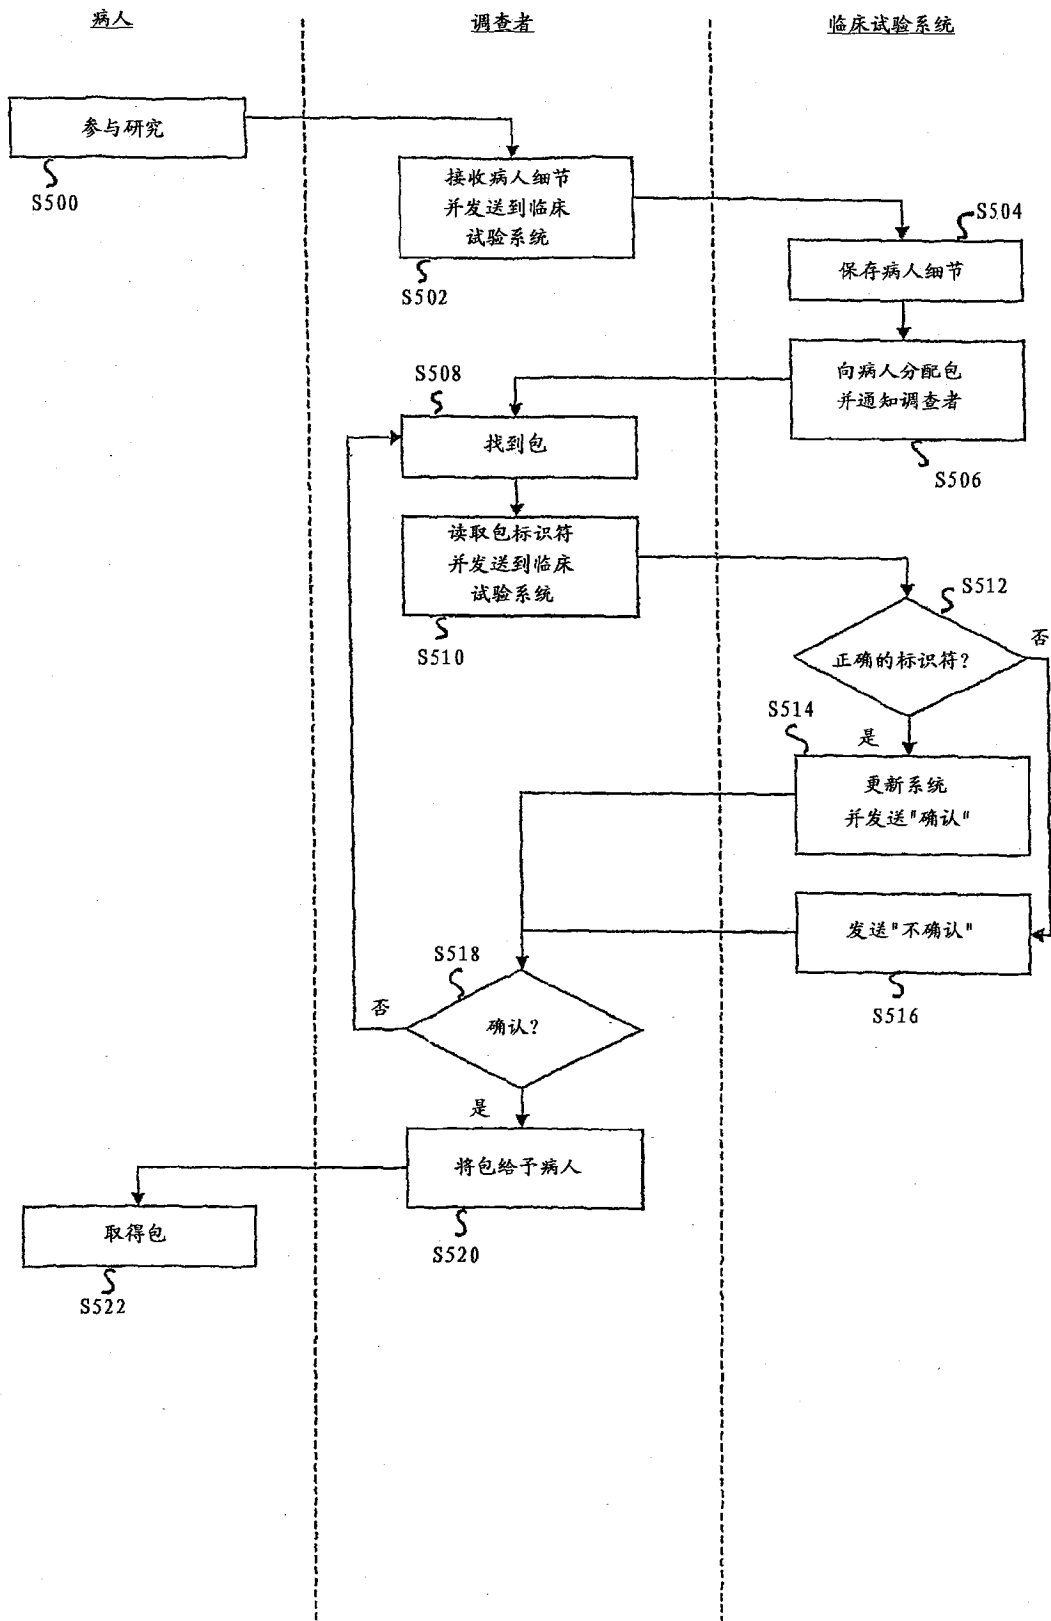 病人
调查者
临床试验系统
参与研究
S500
接收病人细节
并发送到临床
试验系统
S502
S504
保存病人细节
向病人分配包
并通知调查者
S506
S508
找到包
读取包标识符
并发送到临床
试验系统
S510
S512
正确的标识符?
否
是
S514
更新系统
并发送"确认"
发送"不确认"
S516
S518
确认?
否
是
将包给予病人
S520
取得包
S522